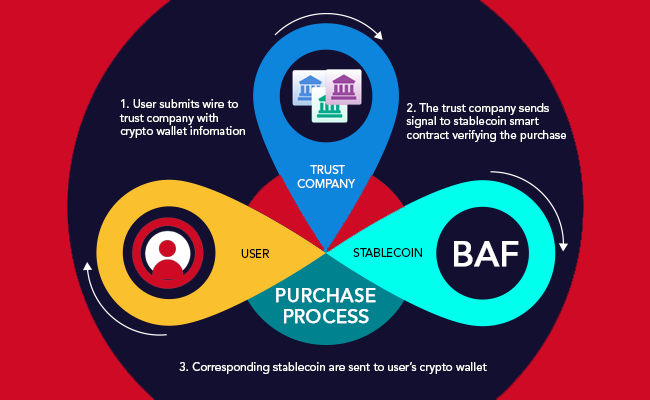 1. User submits wire to
trust company with
crypto wallet infomation
2. The trust company sends
signal to stablecoin smart
contract verifying the purchase
TRUST
COMPANY
USER
STABLECOIN
BAF
PURCHASE
PROCESS
3. Corresponding stablecoin are sent to user's crypto wallet